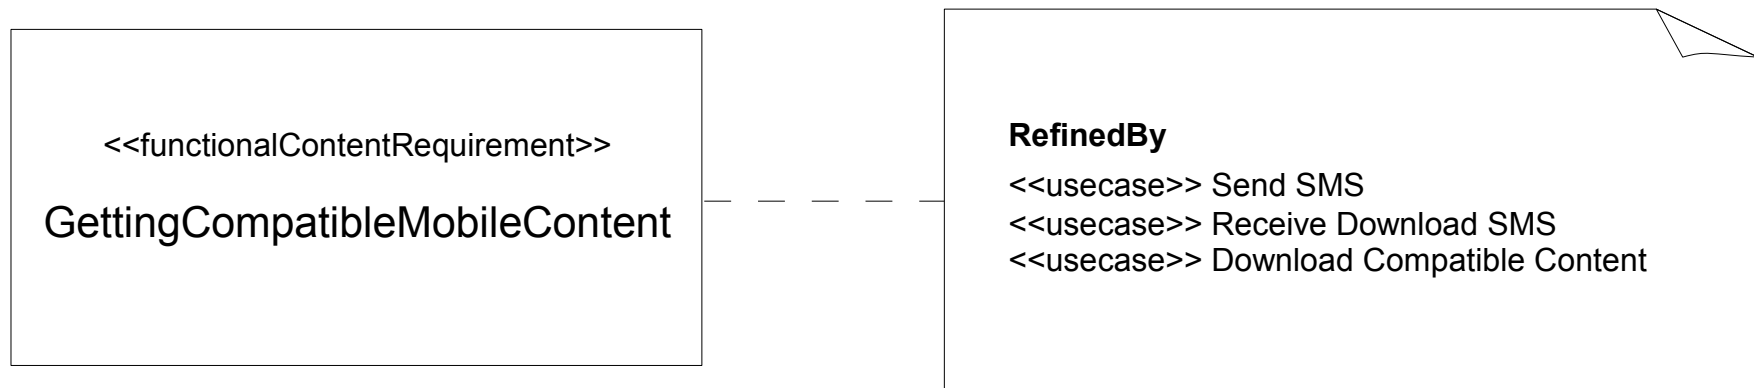 <<functionalContentRequirement>>
GettingCompatibleMobileContent
RefinedBy
<<usecase>> Send SMS
<<usecase>> Receive Download SMS
<<usecase>> Download Compatible Content